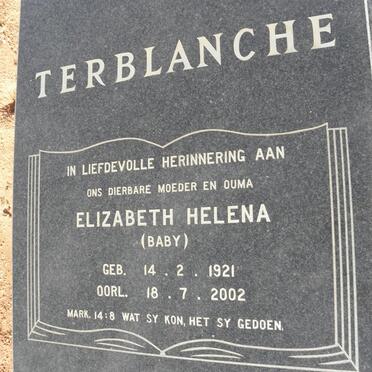 TERBLANCHE
IN LIEFDEVOLLE HERINNERING AAN
ONS DIERBARE MOEDER EN OUMA
ELIZABETH HELENA
(BABY)
GEB. 14 . 2 . 1921
OORL. 18 . 7 . 2002
MARK. 14:8 WAT SY KON, HET SY GEDOEN.